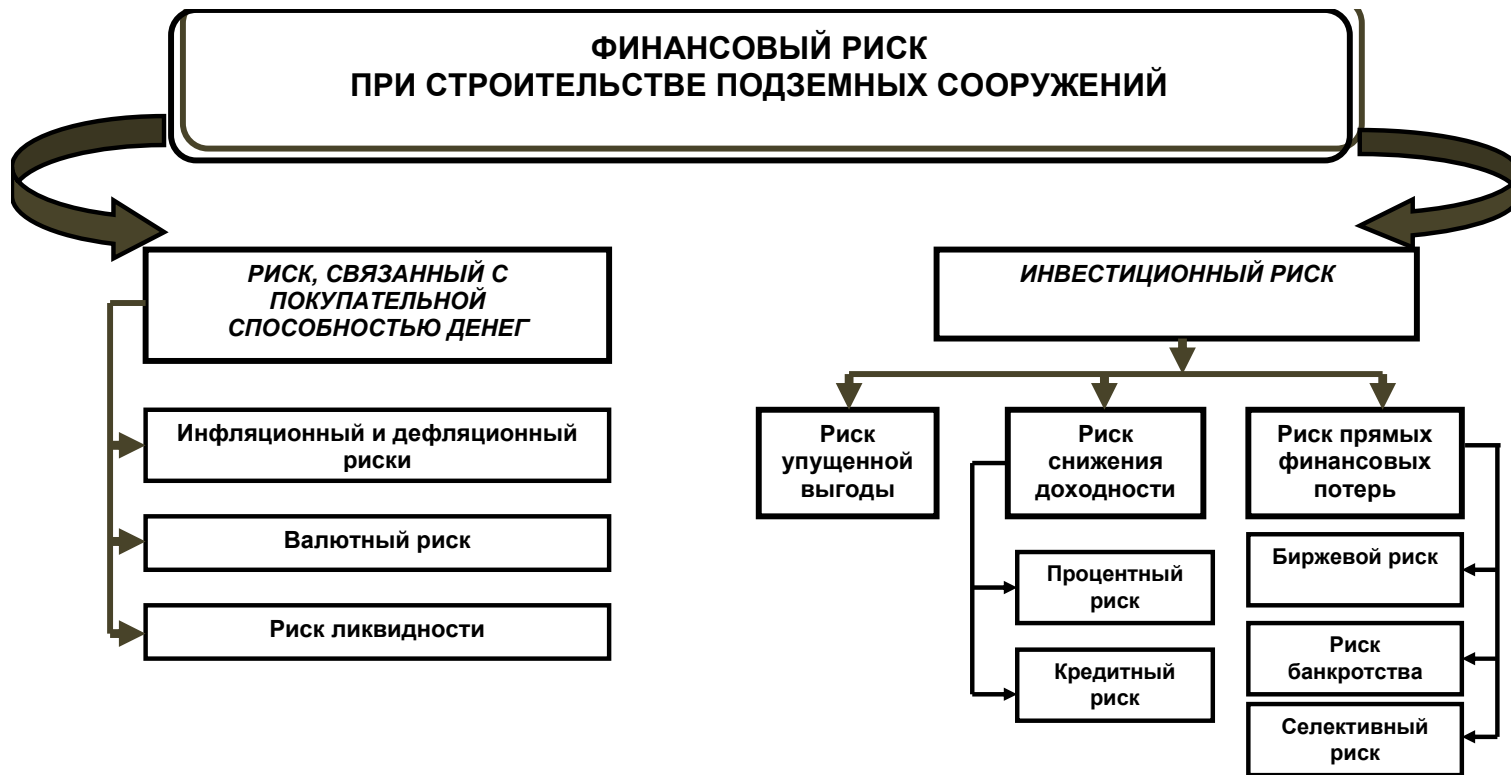 ФИНАНСОВЫЙ РИСК
ПРИ СТРОИТЕЛЬСТВЕ ПОДЗЕМНЫХ СООРУЖЕНИЙ
РИСК, СВЯЗАННЫЙ С
ПОКУПАТЕЛЬНОЙ
СПОСОБНОСТЬЮ ДЕНЕГ
Инфляционный и дефляционный
риски
Валютный риск
Риск ликвидности
ИНВЕСТИЦИОННЫЙ РИСК
Риск
упущенной
выгоды
Риск
снижения
доходности
Процентный
риск
Кредитный
риск
Риск прямых
финансовых
потерь
Биржевой риск
Риск
банкротства
Селективный
риск